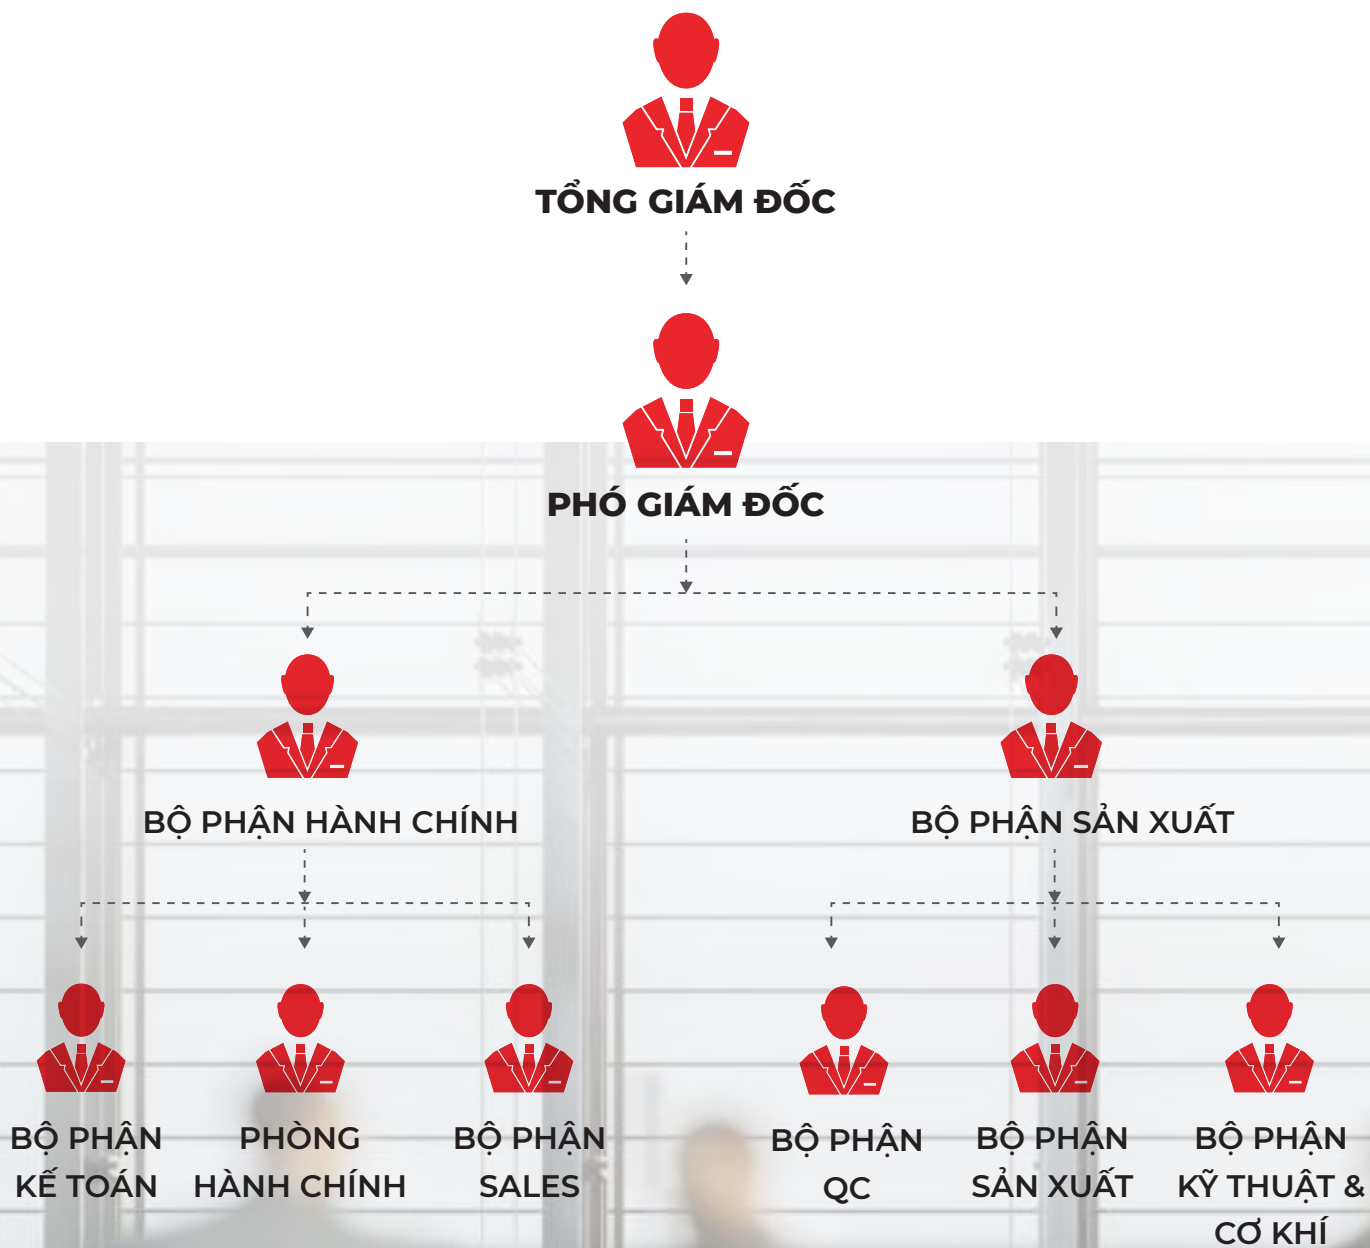 TỔNG GIÁM ĐỐC
PHÓ GIÁM ĐỐC
BỘ PHẬN HÀNH CHÍNH
BỘ PHẬN SẢN XUẤT
BỘ PHẬN
KẾ TOÁN
PHÒNG
HÀNH CHÍNH
BỘ PHẬN
SALES
BỘ PHẬN
QC
BỘ PHẬN
SẢN XUẤT
BỘ PHẬN
KỸ THUẬT &
CƠ KHÍ